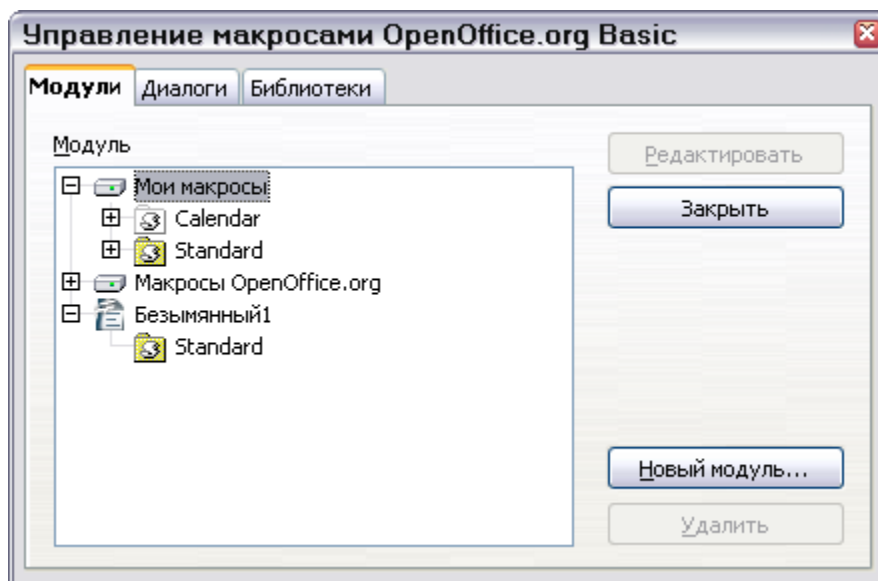 Управление макросами OpenOffice.org Basic
Модули Диалоги Библиотеки
Модуль
Редактировать
Мои макросы
Закрыть
Calendar
Standard
Макросы OpenOffice.org
Безымянный1
Standard
Новый модуль...
Удалить